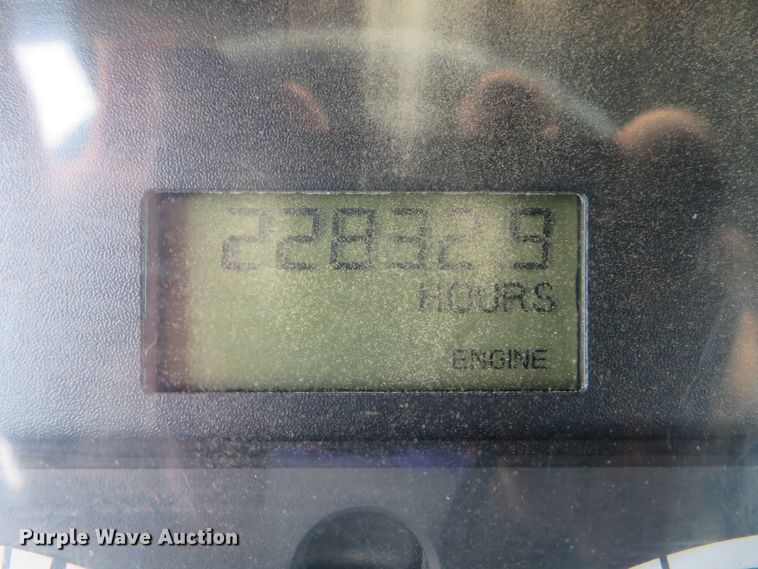 22832.9
HOURS
ENGINE
Purple Wave Auction®